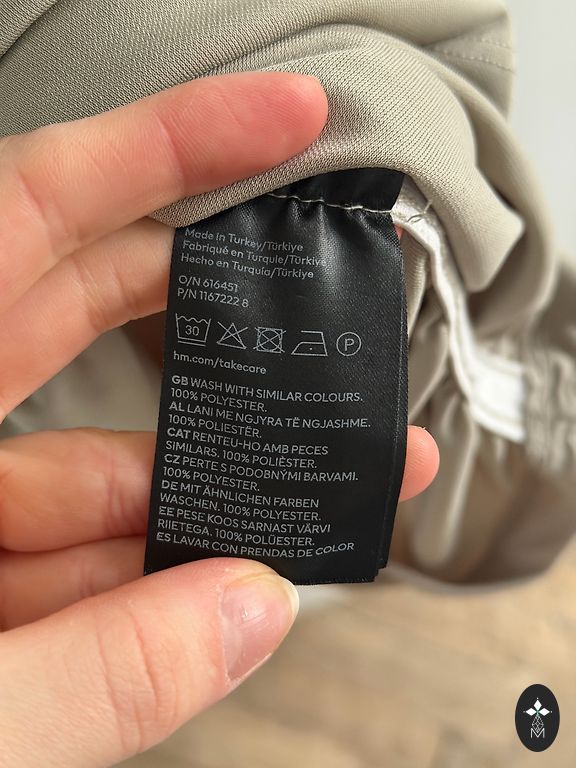 Made in Turkey/Türkiye
Fabriqué en Turquie/Türkiye
Hecho en Turquía/Türkiye
O/N 616451
P/N 1167222 8
30
P
hm.com/takecare
GB WASH WITH SIMILAR COLOURS.
100% POLYESTER.
AL LANI ME NGJYRA TË NGJASHME.
100% POLIESTËR.
CAT RENTEU-HO AMB PECES
SIMILARS. 100% POLIÈSTER.
CZ PERTE S PODOBNÝMI BARVAMI.
100% POLYESTER.
DE MIT ÄHNLICHEN FARBEN
WASCHEN. 100% POLYESTER.
EE PESE KOOS SARNAST VÄRVI
RIIETEGA. 100% POLÜESTER.
ES LAVAR CON PRENDAS DE COLOR
M